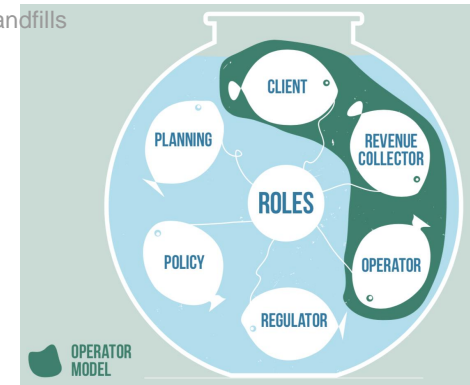 andfills
CLIENT
PLANNING
REVENUE
COLLECTOR
ROLES
POLICY
OPERATOR
REGULATOR
OPERATOR
MODEL